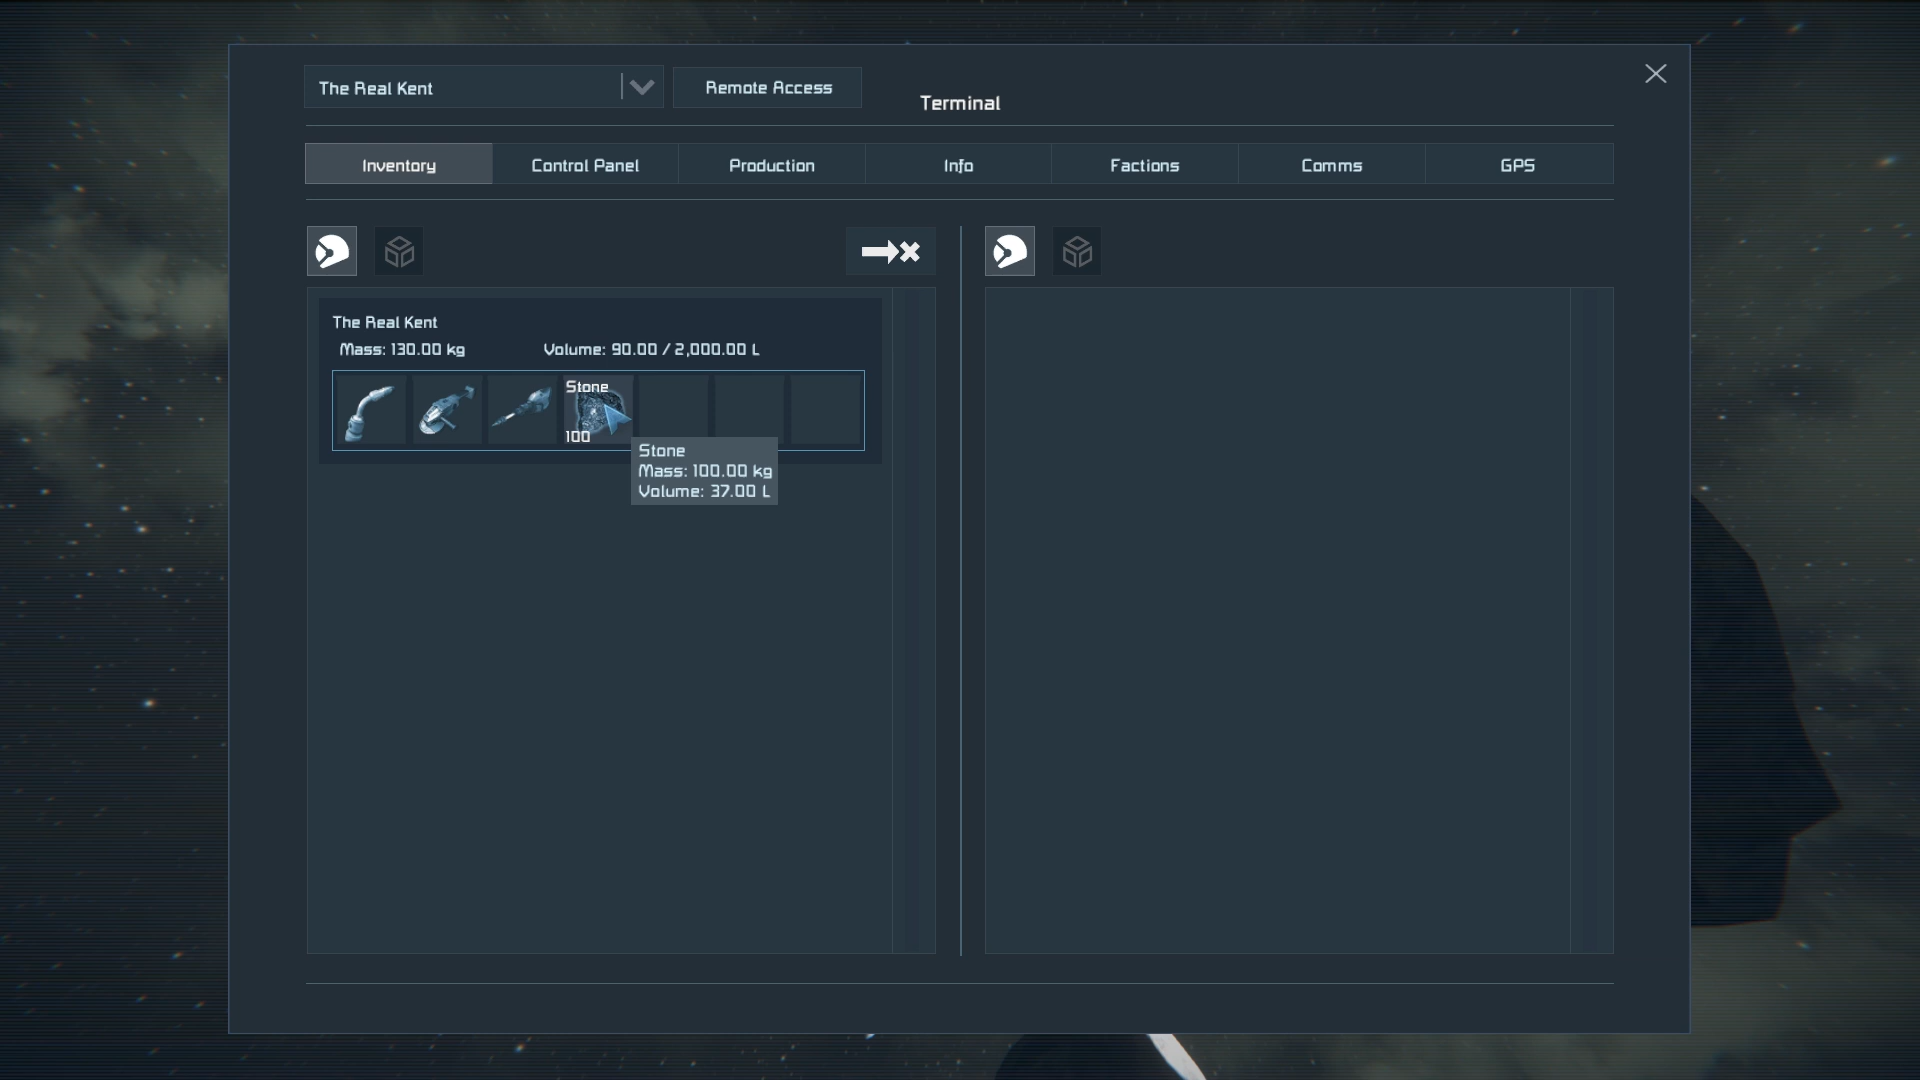 The Real Kent
Remote Access
Terminal
Inventory
Control Panel
Production
Info
Factions
Comms
GPS
The Real Kent
Mass: 130.00 kg
Volume: 90.00 / 2,000.00 L
Stone
100
Stone
Mass: 100.00 kg
Volume: 37.00 L